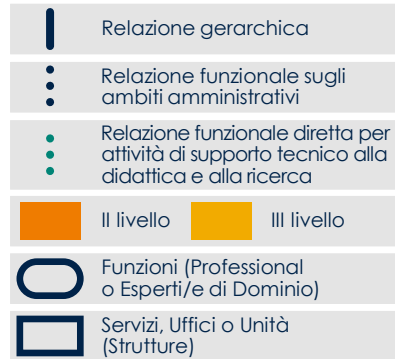 Relazione gerarchica
Relazione funzionale sugli
ambiti amministrativi
Relazione funzionale diretta per
attività di supporto tecnico alla
didattica e alla ricerca
II livello
III livello
Funzioni (Professional
o Esperti/e di Dominio)
Servizi, Uffici o Unità
(Strutture)